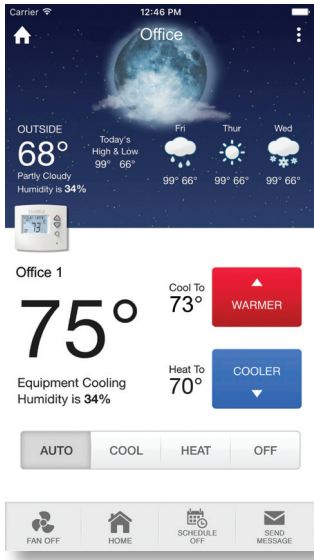 Carrier 12:46 PM
Office
OUTSIDE
68°
Partly Cloudy
Humidity is 34%
Today's
High & Low
99° 66°
Fri Thur Wed
99° 66° 99° 66° 99° 66°
73
Office 1
75°
Equipment Cooling
Humidity is 34%
Cool To
73°
WARMER
Heat To
70°
COOLER
AUTO COOL HEAT OFF
FAN OFF HOME SCHEDULE OFF SEND MESSAGE